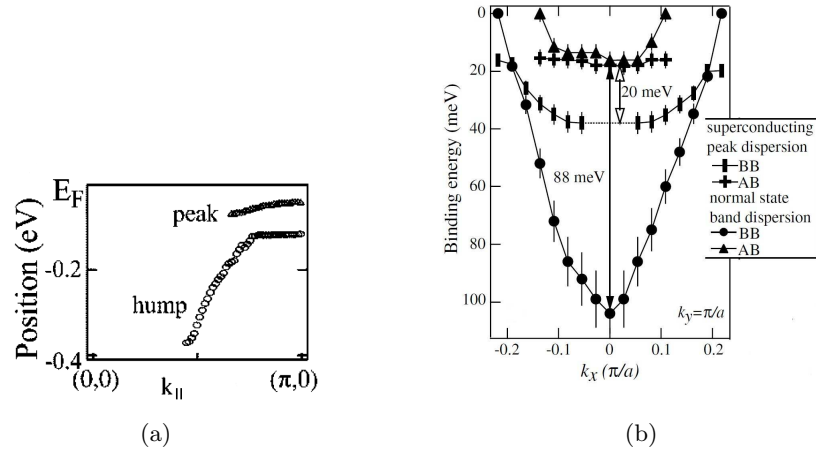 E_F
peak
-0.2
hump
-0.4
Position (eV)
(0,0)
k_||
(π,0)
(a)
0
20
40
60
80
100
Binding energy (meV)
20 meV
88 meV
k_y=π/a
-0.2
-0.1
0
0.1
0.2
k_x (π/a)
superconducting
peak dispersion
BB
AB
normal state
band dispersion
BB
AB
(b)